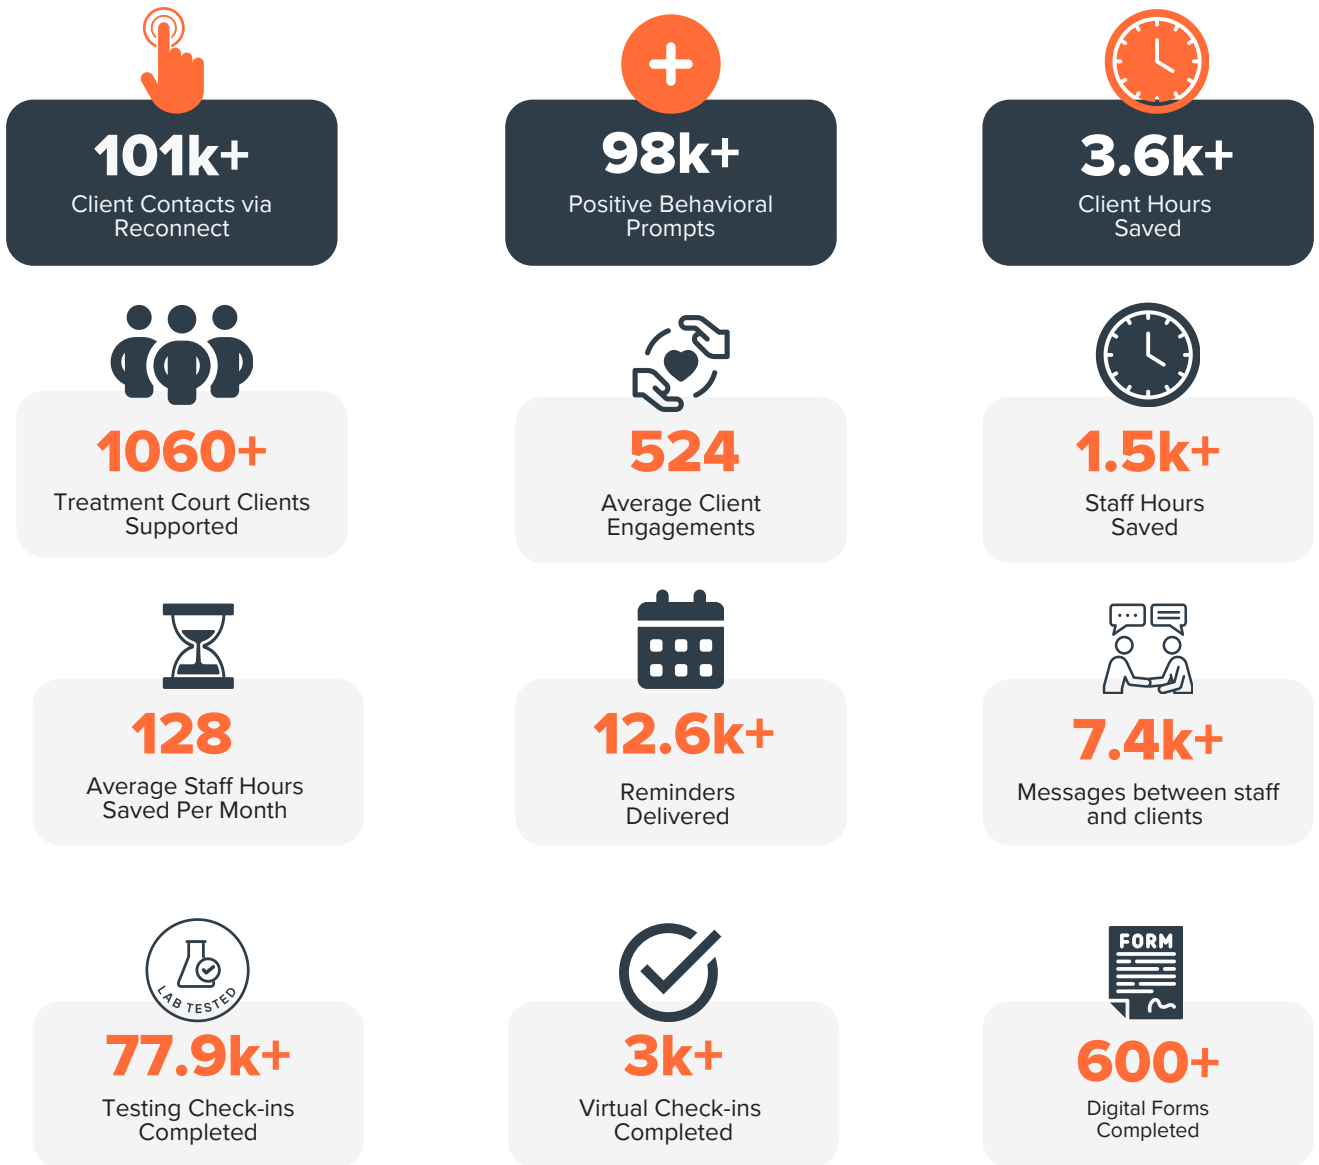 101k+
Client Contacts via
Reconnect
98k+
Positive Behavioral
Prompts
3.6k+
Client Hours
Saved
1060+
Treatment Court Clients
Supported
524
Average Client
Engagements
1.5k+
Staff Hours
Saved
128
Average Staff Hours
Saved Per Month
12.6k+
Reminders
Delivered
7.4k+
Messages between staff
and clients
LAB TESTED
77.9k+
Testing Check-ins
Completed
3k+
Virtual Check-ins
Completed
FORM
600+
Digital Forms
Completed